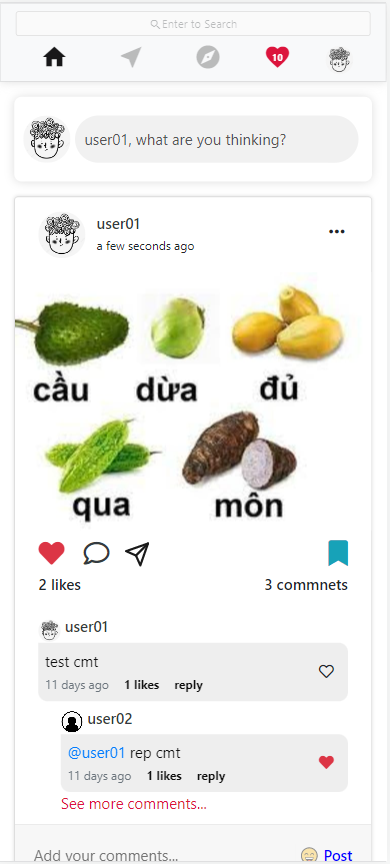 Enter to Search
10
user01, what are you thinking?
user01
a few seconds ago
cầu dừa đủ
qua môn
2 likes 3 commnets
user01
test cmt
11 days ago 1 likes reply
user02
@user01 rep cmt
11 days ago 1 likes reply
See more comments...
Add your comments... Post